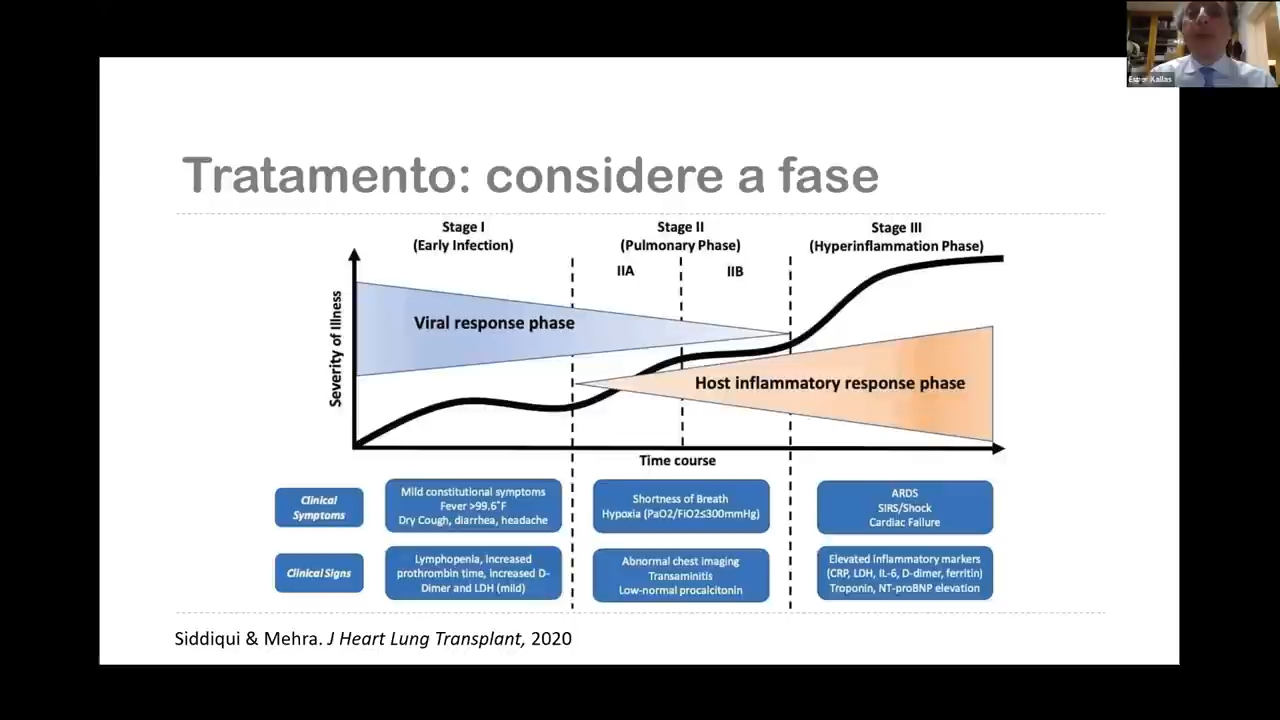 Esper Kallas
Tratamento: considere a fase
Stage I
(Early Infection)
Stage II
(Pulmonary Phase)
Stage III
(Hyperinflammation Phase)
IIA
IIB
Severity of Illness
Viral response phase
Host inflammatory response phase
Time course
Clinical
Symptoms
Mild constitutional symptoms
Fever >99.6°F
Dry Cough, diarrhea, headache
Shortness of Breath
Hypoxia (PaO2/FiO2≤300mmHg)
ARDS
SIRS/Shock
Cardiac Failure
Clinical Signs
Lymphopenia, increased
prothrombin time, increased D-
Dimer and LDH (mild)
Abnormal chest imaging
Transaminitis
Low-normal procalcitonin
Elevated inflammatory markers
(CRP, LDH, IL-6, D-dimer, ferritin)
Troponin, NT-proBNP elevation
Siddiqui & Mehra. J Heart Lung Transplant, 2020